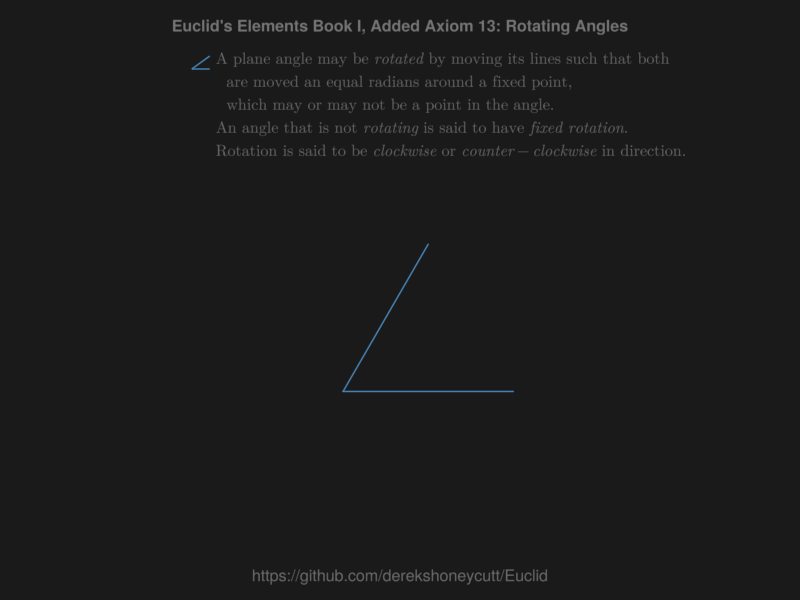 Euclid's Elements Book I, Added Axiom 13: Rotating Angles
A plane angle may be rotated by moving its lines such that both
are moved an equal radians around a fixed point,
which may or may not be a point in the angle.
An angle that is not rotating is said to have fixed rotation.
Rotation is said to be clockwise or counter − clockwise in direction.
https://github.com/derekshoneycutt/Euclid